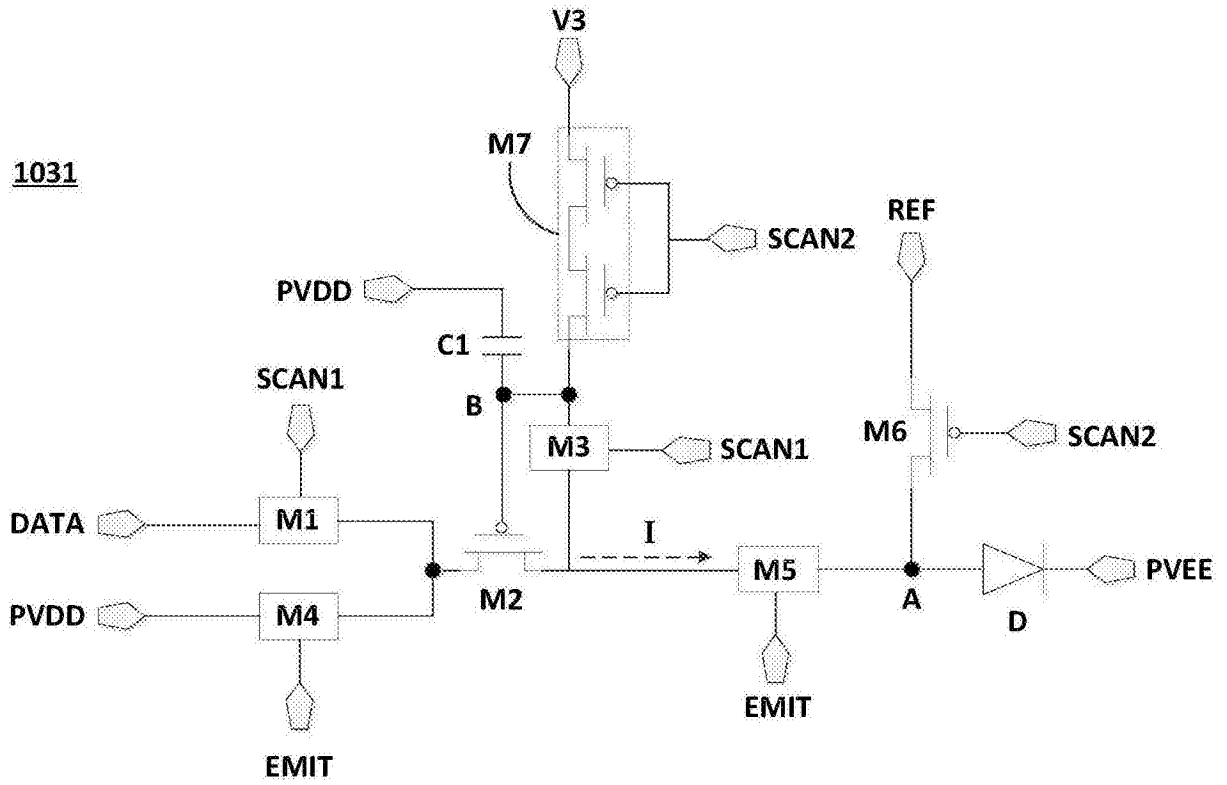 V3
M7
1031
SCAN2
REF
PVDD
C1
SCAN1
B
M3
SCAN1
M6
SCAN2
DATA
M1
I
M5
PVEE
PVDD
M4
M2
A
D
EMIT
EMIT